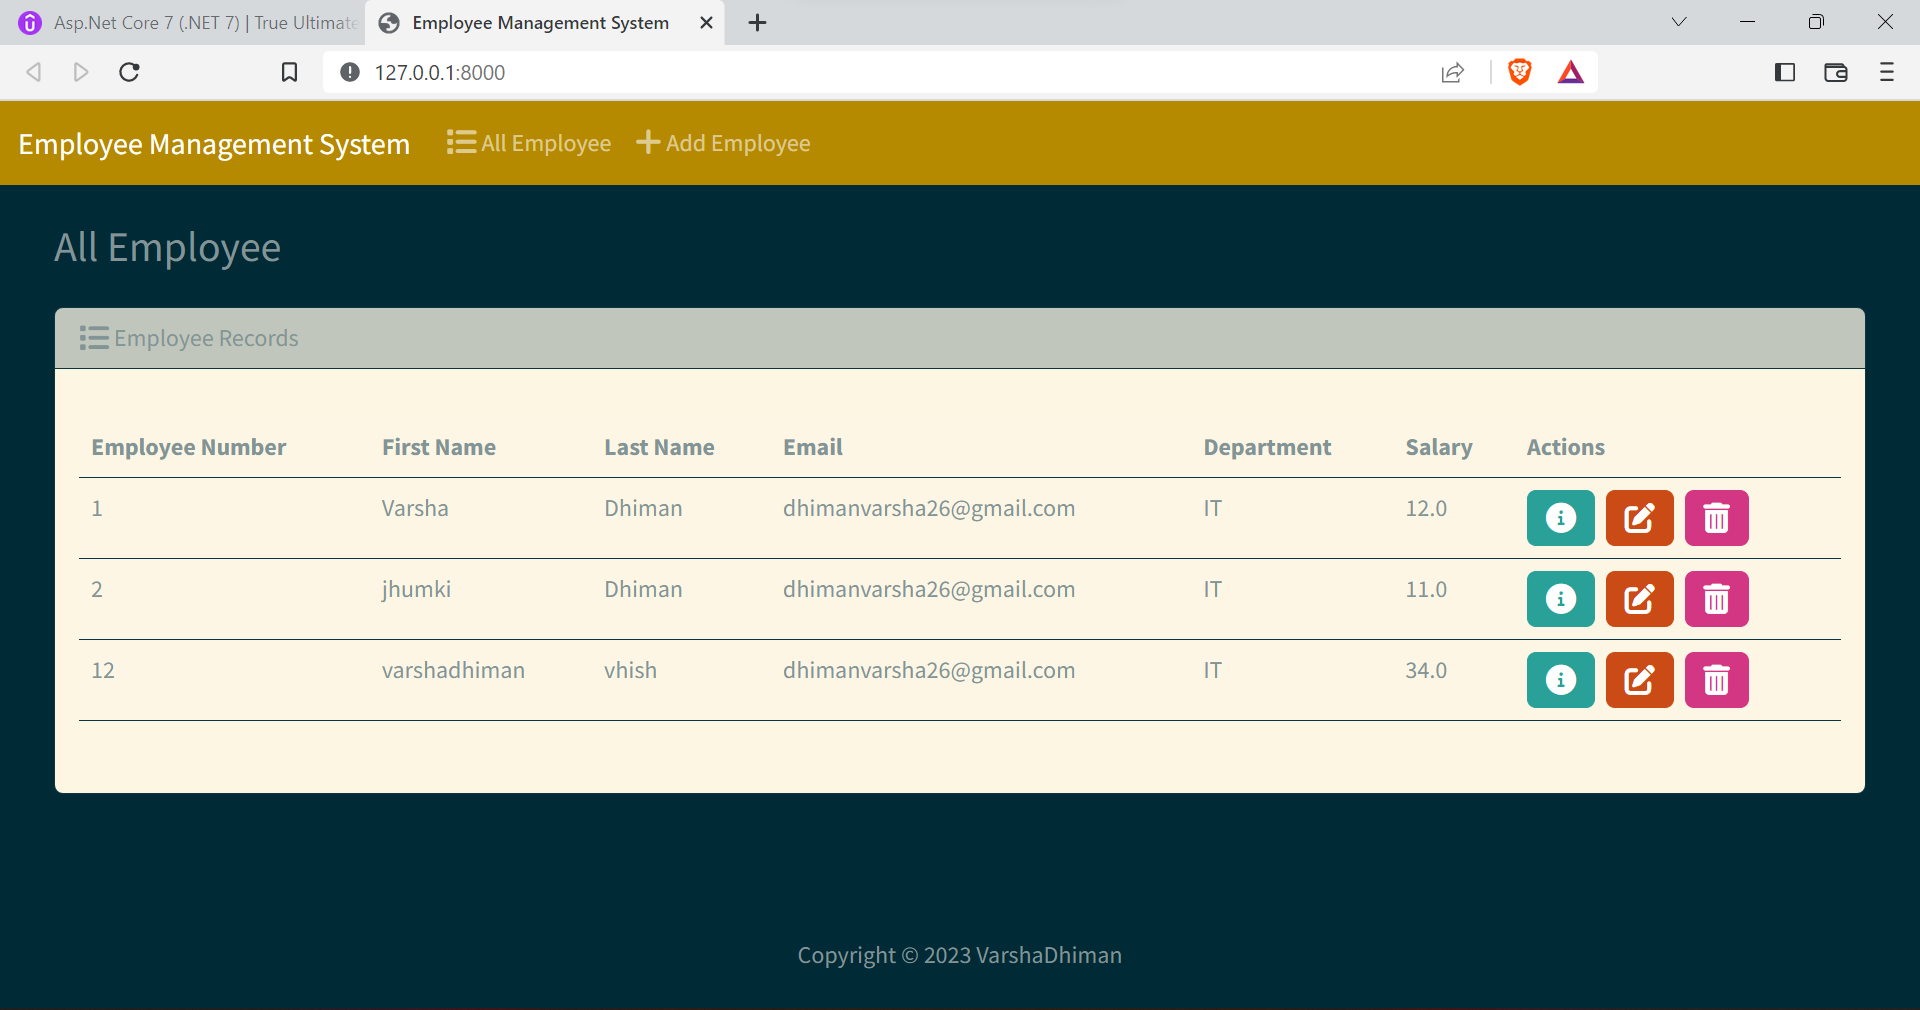 Asp.Net Core 7 (.NET 7) | True Ultimate
Employee Management System
127.0.0.1:8000
Employee Management System All Employee Add Employee
All Employee
Employee Records
Employee Number First Name Last Name Email Department Salary Actions
1 Varsha Dhiman dhimanvarsha26@gmail.com IT 12.0
2 jhumki Dhiman dhimanvarsha26@gmail.com IT 11.0
12 varshadhiman vhish dhimanvarsha26@gmail.com IT 34.0
Copyright © 2023 VarshaDhiman